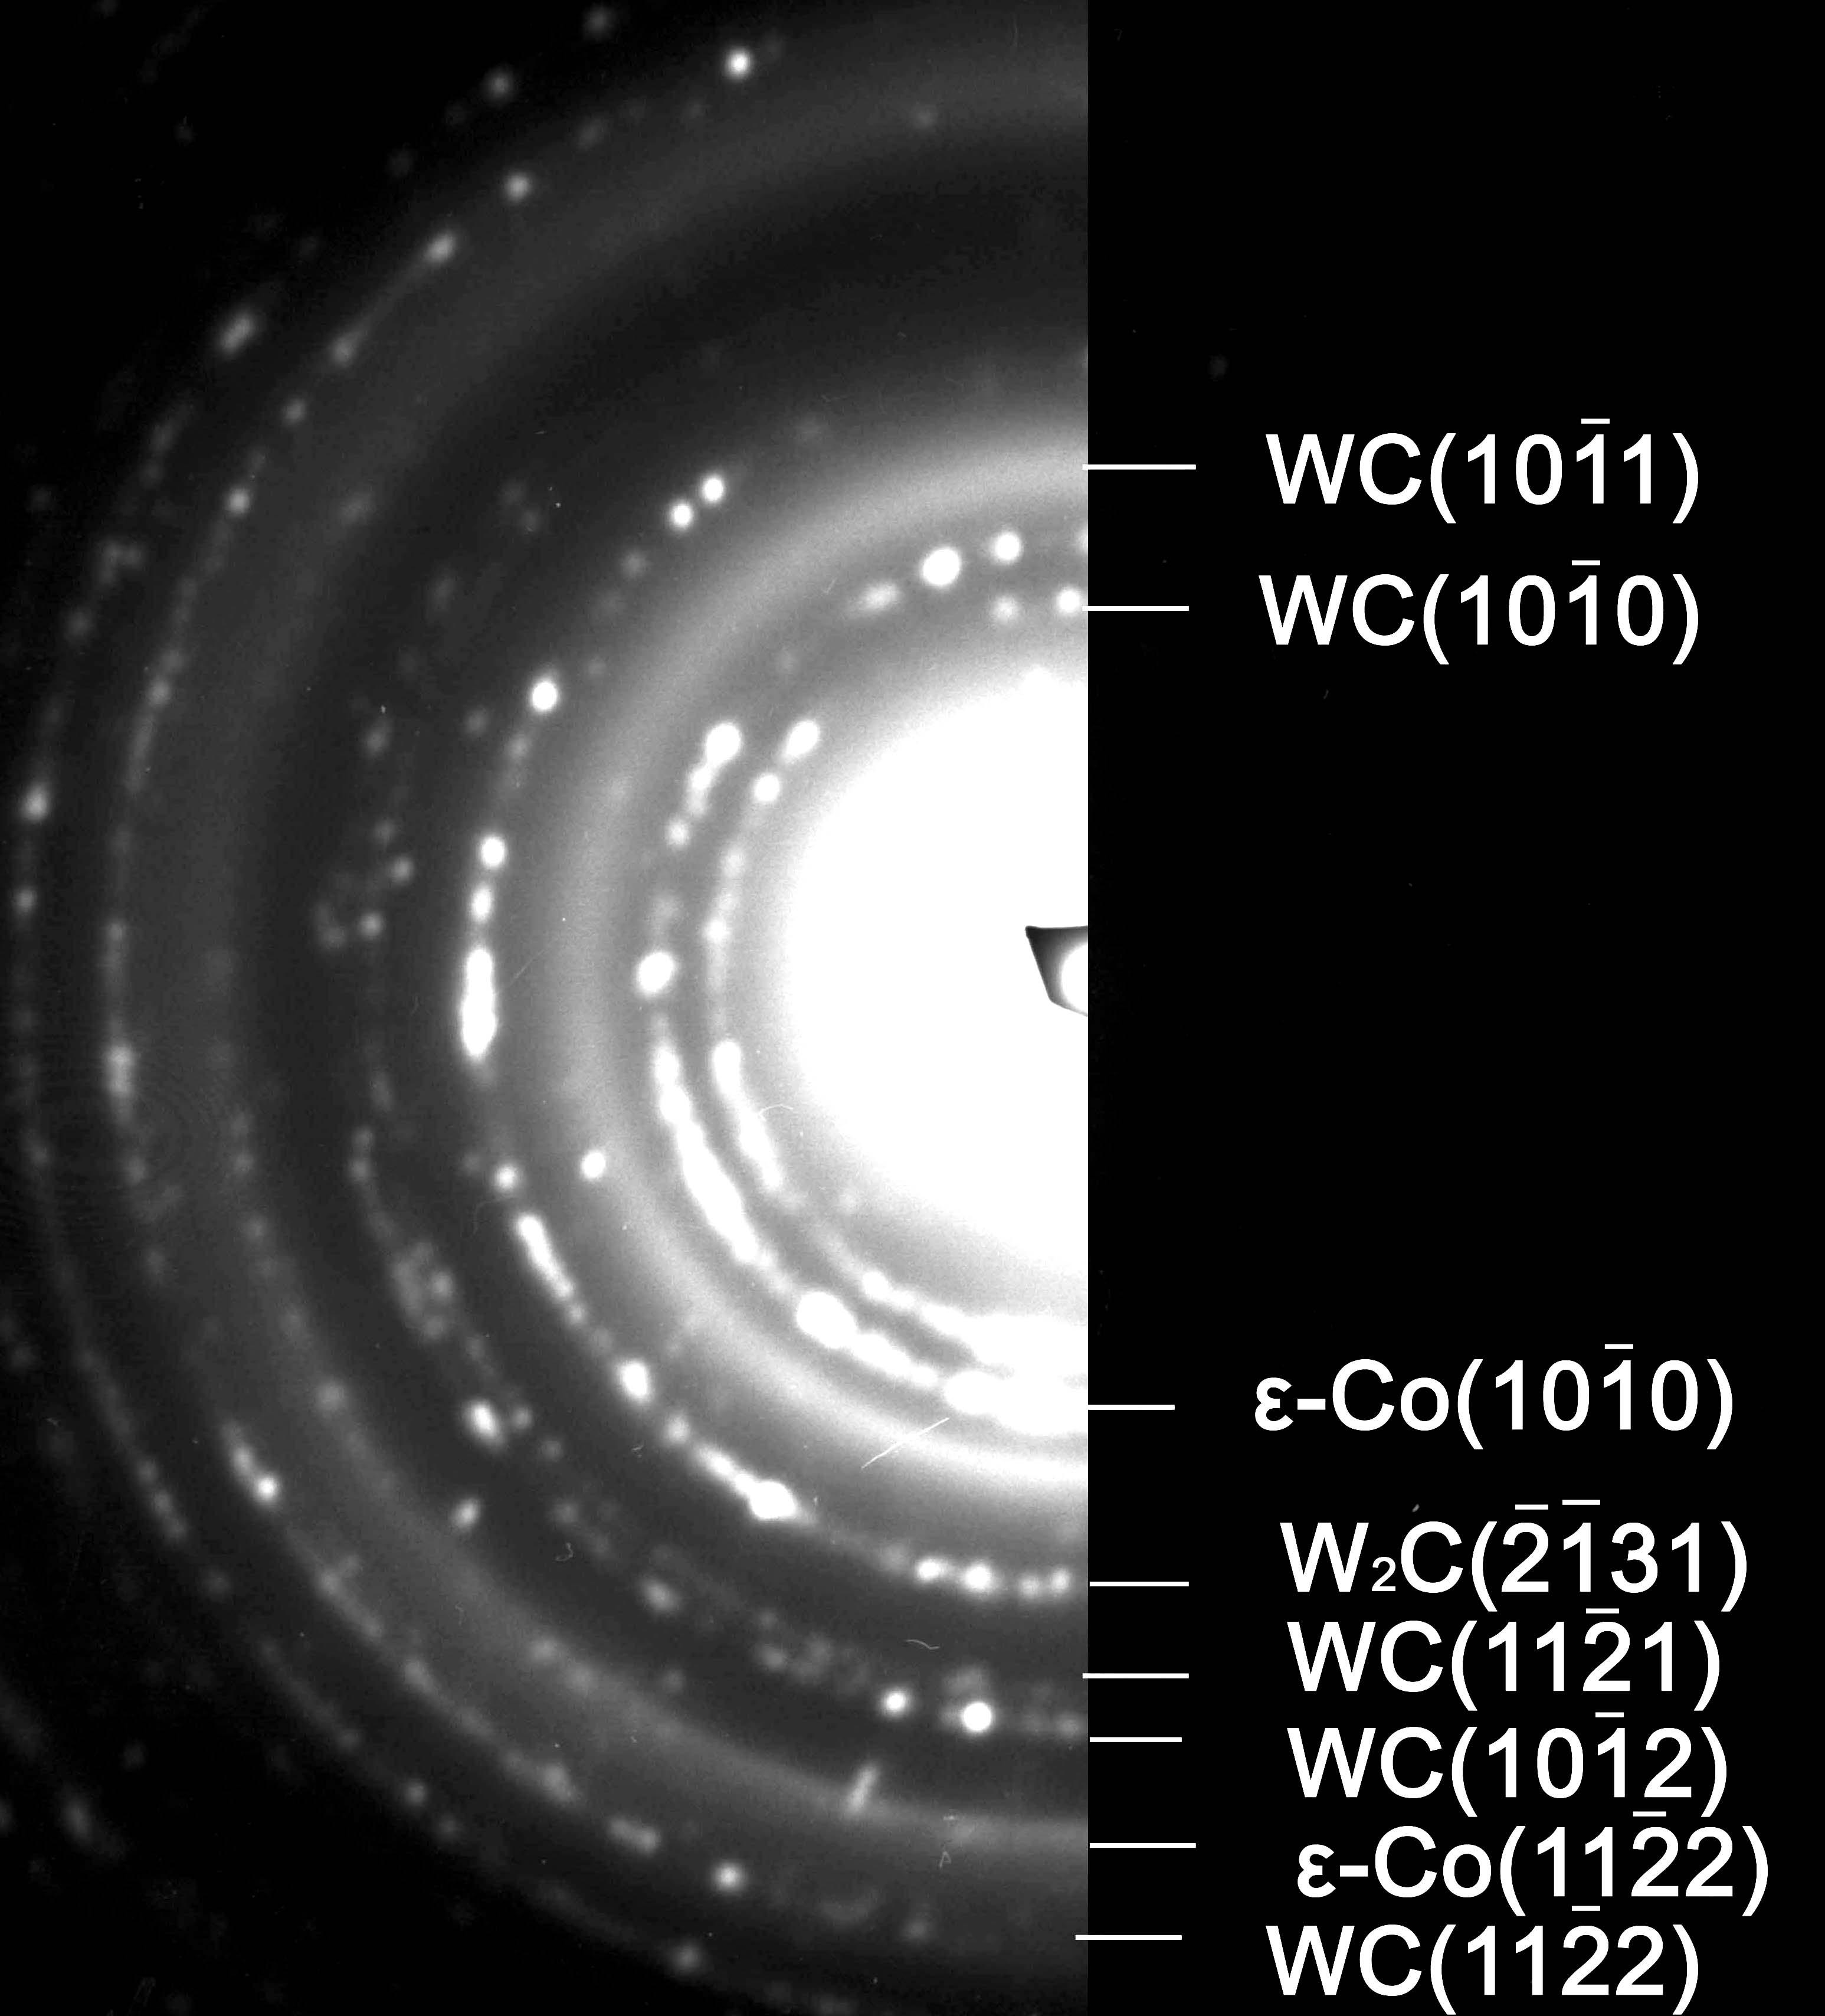 WC(101̄1)
WC(101̄0)
ε-Co(101̄0)
W₂C(2̄1̄31)
WC(112̄1)
WC(101̄2)
ε-Co(112̄2)
WC(112̄2)